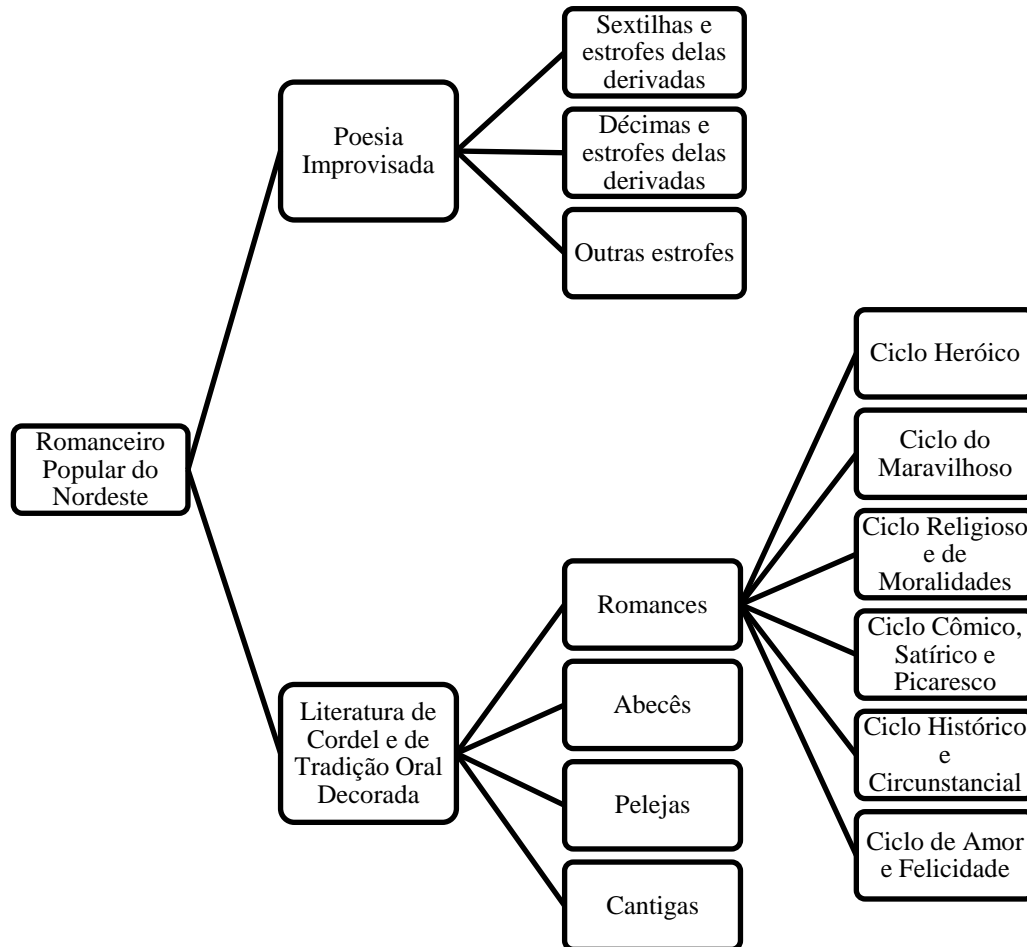 Romanceiro
Popular do
Nordeste
Poesia
Improvisada
Sextilhas e
estrofes delas
derivadas
Décimas e
estrofes delas
derivadas
Outras estrofes
Literatura de
Cordel e de
Tradição Oral
Decorada
Romances
Ciclo Heróico
Ciclo do
Maravilhoso
Ciclo Religioso
e de
Moralidades
Ciclo Cômico,
Satírico e
Picaresco
Ciclo Histórico
e
Circunstancial
Ciclo de Amor
e Felicidade
Abecês
Pelejas
Cantigas